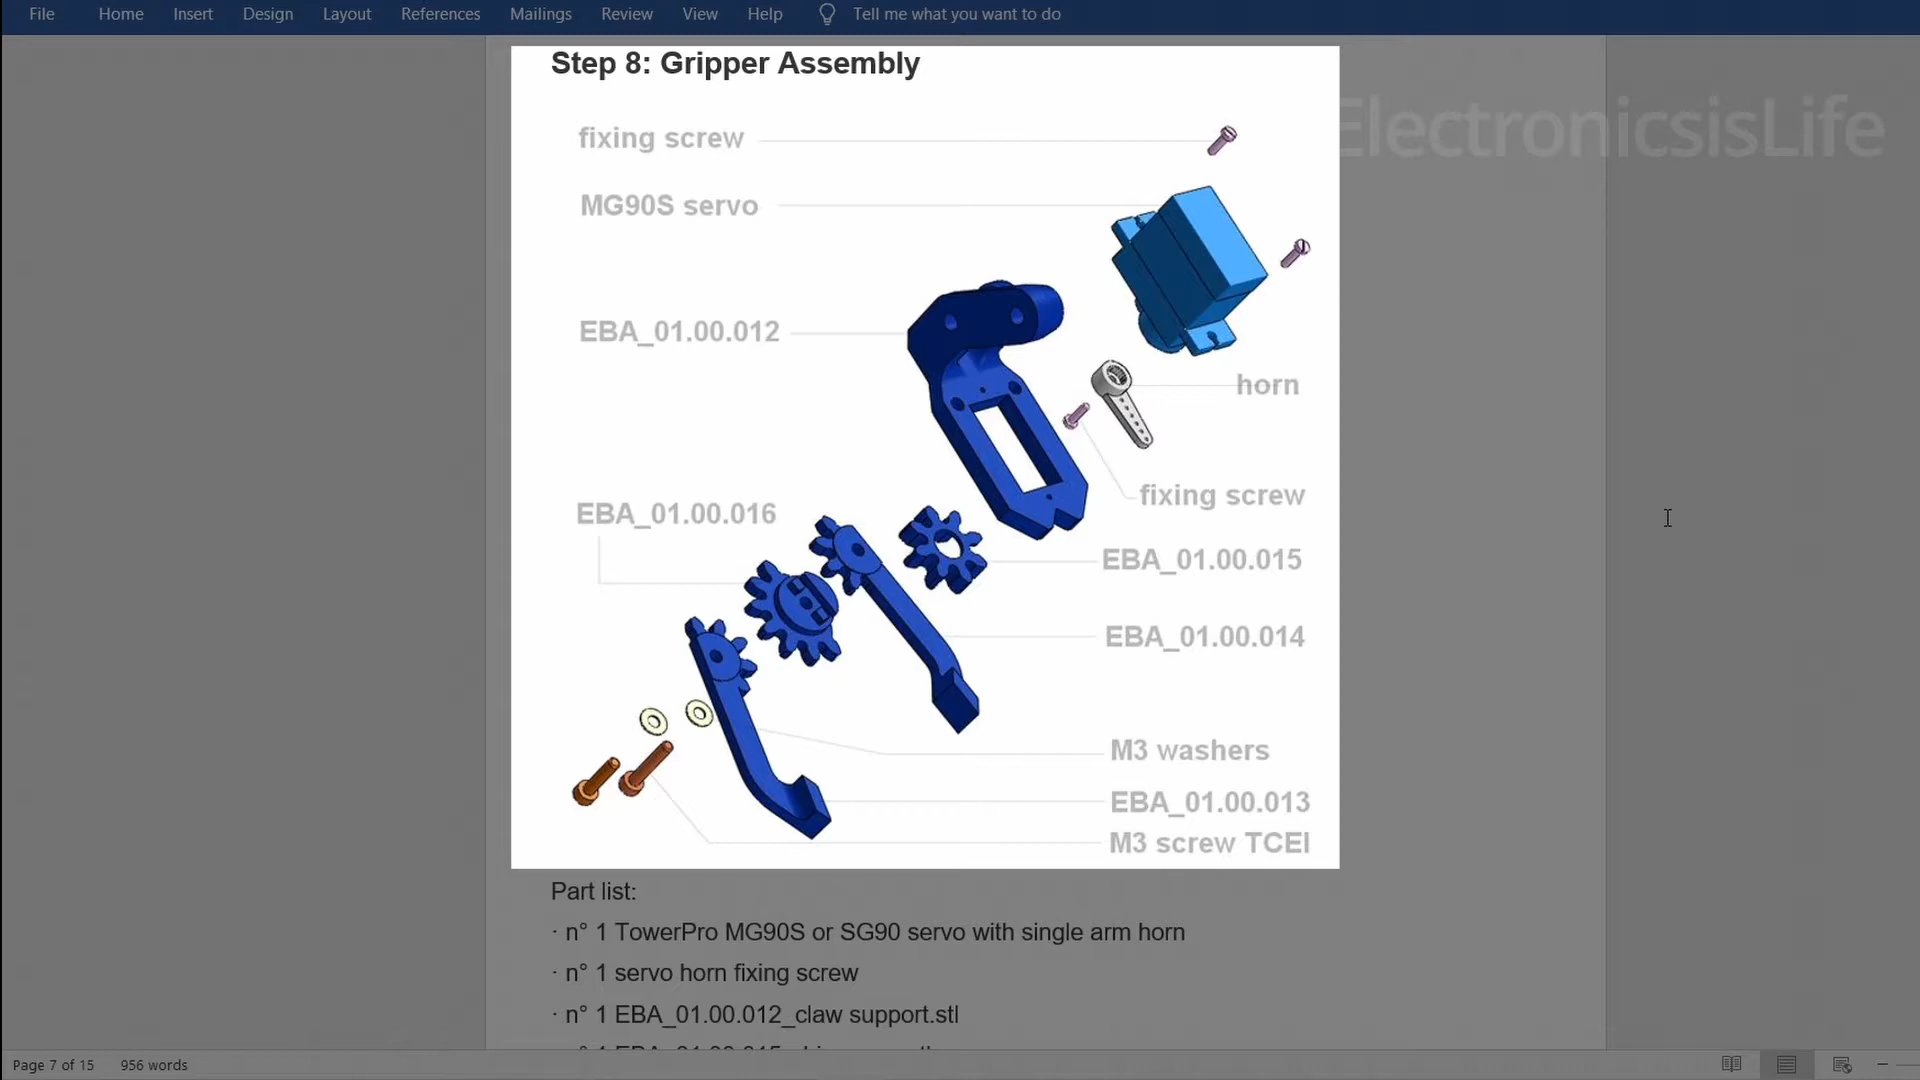 File Home Insert Design Layout References Mailings Review View Help Tell me what you want to do
Step 8: Gripper Assembly
ElectronicsisLife
fixing screw
MG90S servo
EBA_01.00.012
horn
fixing screw
EBA_01.00.016
EBA_01.00.015
EBA_01.00.014
M3 washers
EBA_01.00.013
M3 screw TCEI
Part list:
· n° 1 TowerPro MG90S or SG90 servo with single arm horn
· n° 1 servo horn fixing screw
· n° 1 EBA_01.00.012_claw support.stl
Page 7 of 15 956 words